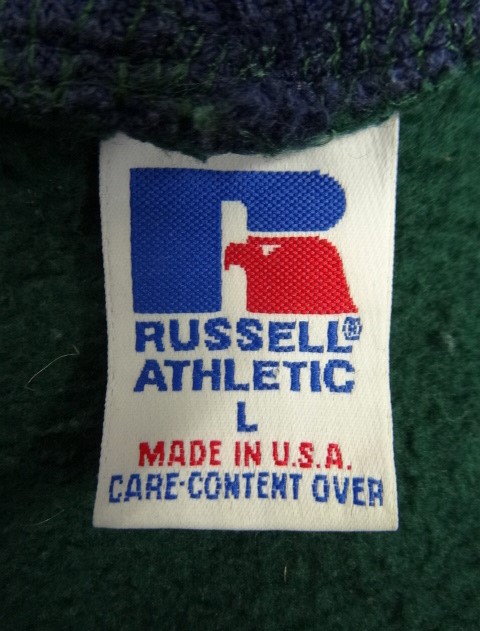 RUSSELL®
ATHLETIC
L
MADE IN U.S.A.
CARE-CONTENT OVER